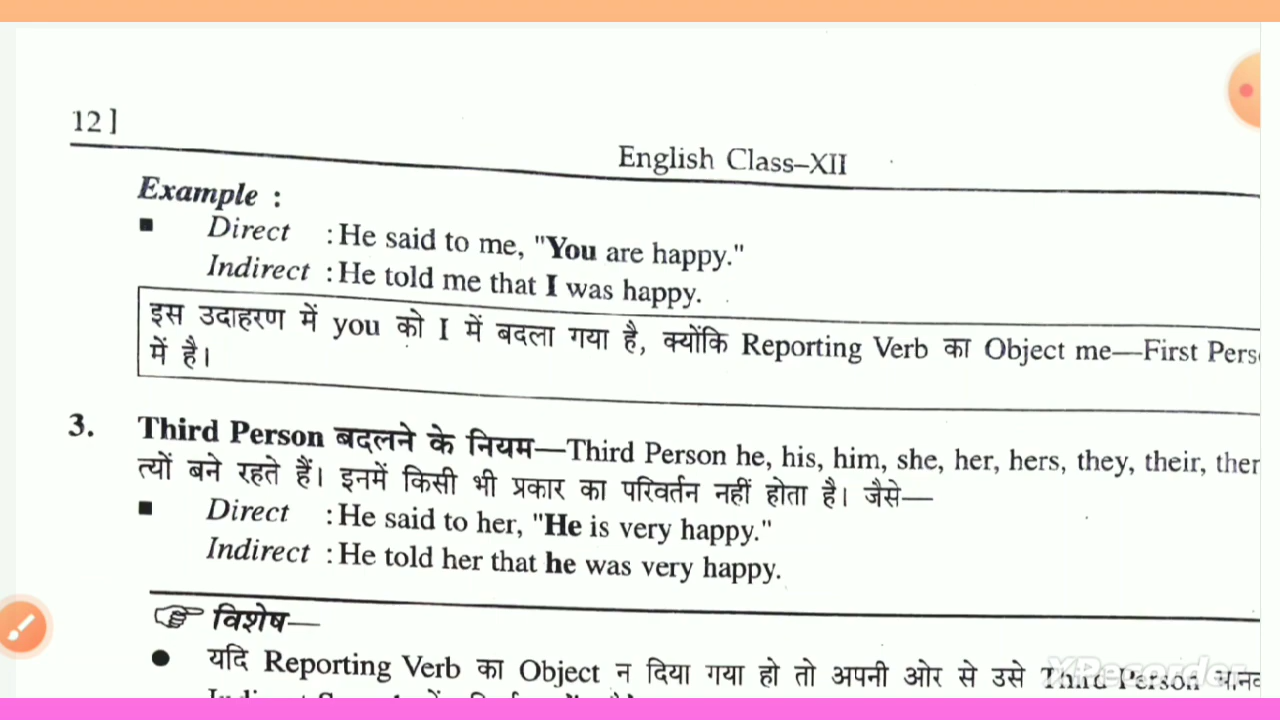 12 ]
English Class–XII
Example :
■ Direct : He said to me, "You are happy."
Indirect : He told me that I was happy.
इस उदाहरण में you को I में बदला गया है, क्योंकि Reporting Verb का Object me—First Pers
में है।
3. Third Person बदलने के नियम—Third Person he, his, him, she, her, hers, they, their, ther
त्यों बने रहते हैं। इनमें किसी भी प्रकार का परिवर्तन नहीं होता है। जैसे—
■ Direct : He said to her, "He is very happy."
Indirect : He told her that he was very happy.
☞ विशेष—
● यदि Reporting Verb का Object न दिया गया हो तो अपनी ओर से उसे Third Person मानव
XRecorder